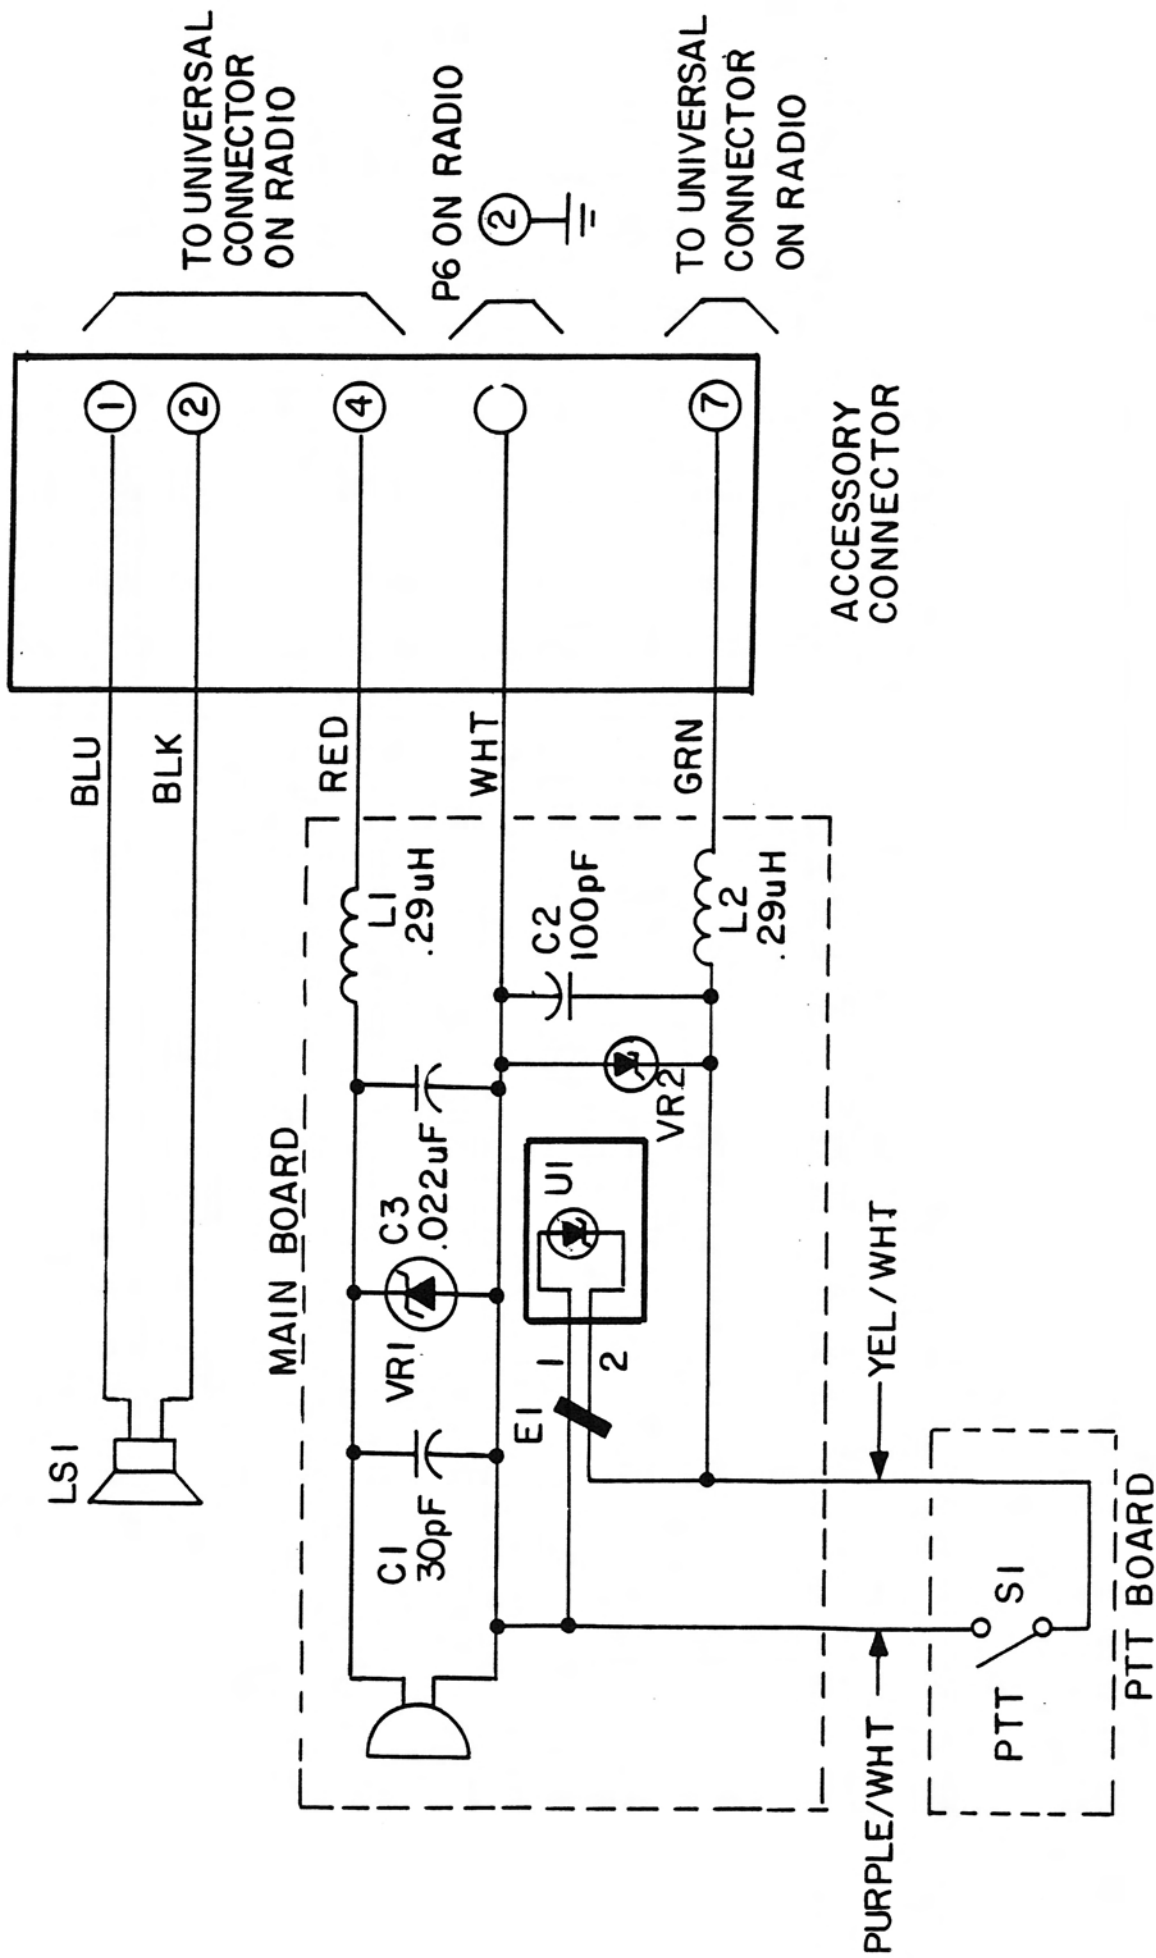 TO UNIVERSAL
CONNECTOR
ON RADIO
P6 ON RADIO
2
TO UNIVERSAL
CONNECTOR
ON RADIO
1
2
4
7
ACCESSORY
CONNECTOR
BLU
BLK
RED
WHT
GRN
MAIN BOARD
L1
.29uH
C2
100pF
L2
.29uH
C3
.022uF
VR2
U1
VR1
1
2
E1
C1
30pF
LS1
YEL/WHT
PURPLE/WHT
S1
PTT
PTT BOARD